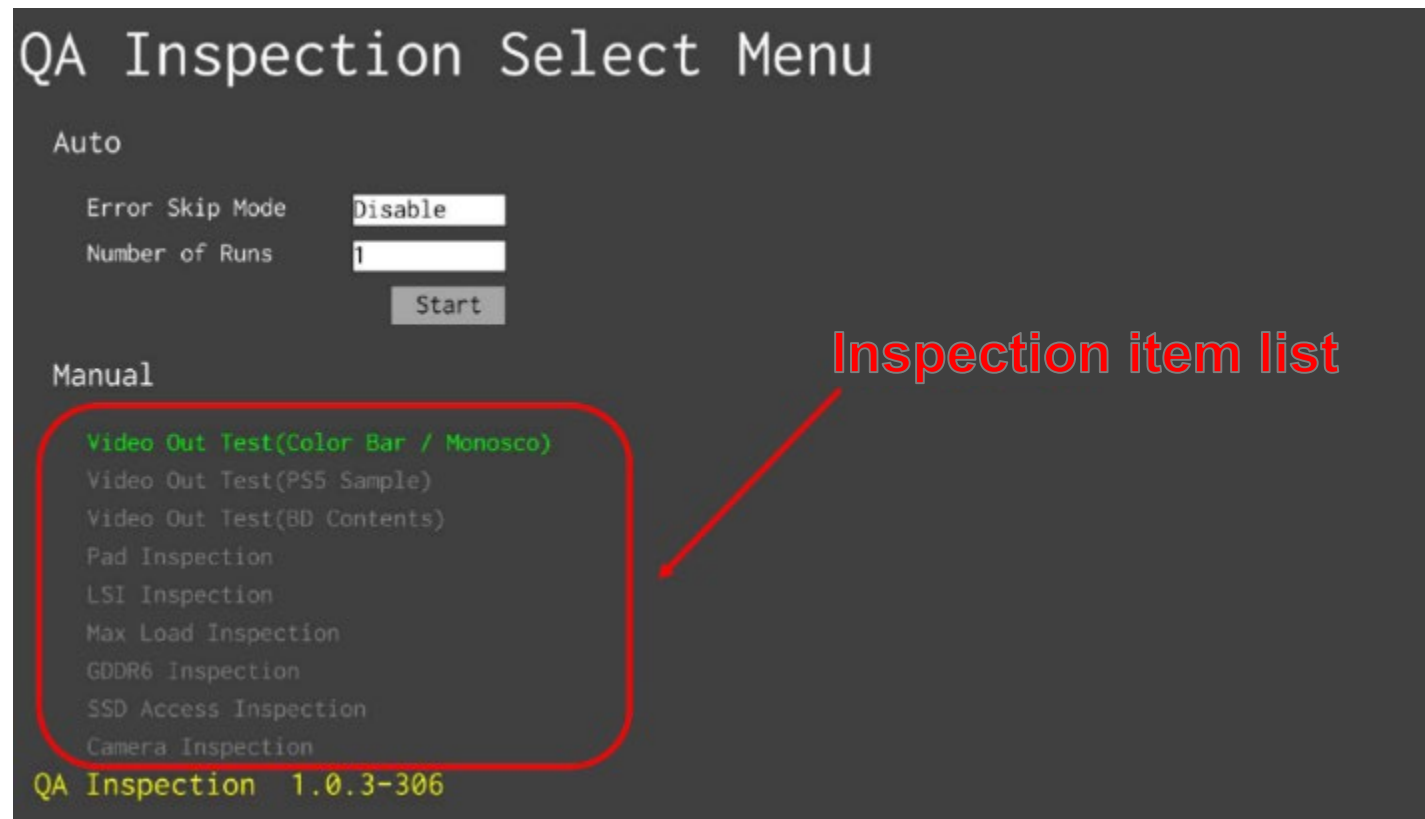 QA Inspection Select Menu
Auto
Error Skip Mode Disable
Number of Runs 1
Start
Inspection item list
Manual
Video Out Test(Color Bar / Monosco)
Video Out Test(PS5 Sample)
Video Out Test(BD Contents)
Pad Inspection
LSI Inspection
Max Load Inspection
GDDR6 Inspection
SSD Access Inspection
Camera Inspection
QA Inspection 1.0.3-306